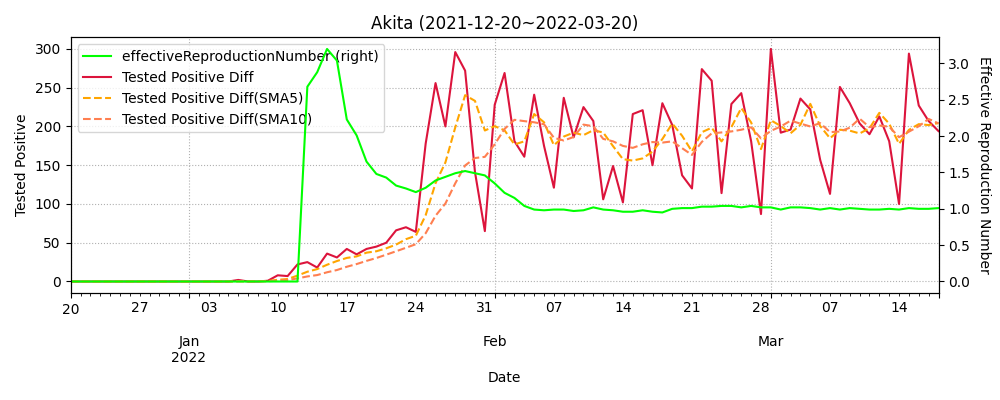 Akita (2021-12-20~2022-03-20)
effectiveReproductionNumber (right)
Tested Positive Diff
Tested Positive Diff(SMA5)
Tested Positive Diff(SMA10)
Tested Positive
300
250
200
150
100
50
0
Effective Reproduction Number
3.0
2.5
2.0
1.5
1.0
0.5
0.0
20 27 03 10 17 24 31 07 14 21 28 07 14
Jan Feb Mar
2022
Date